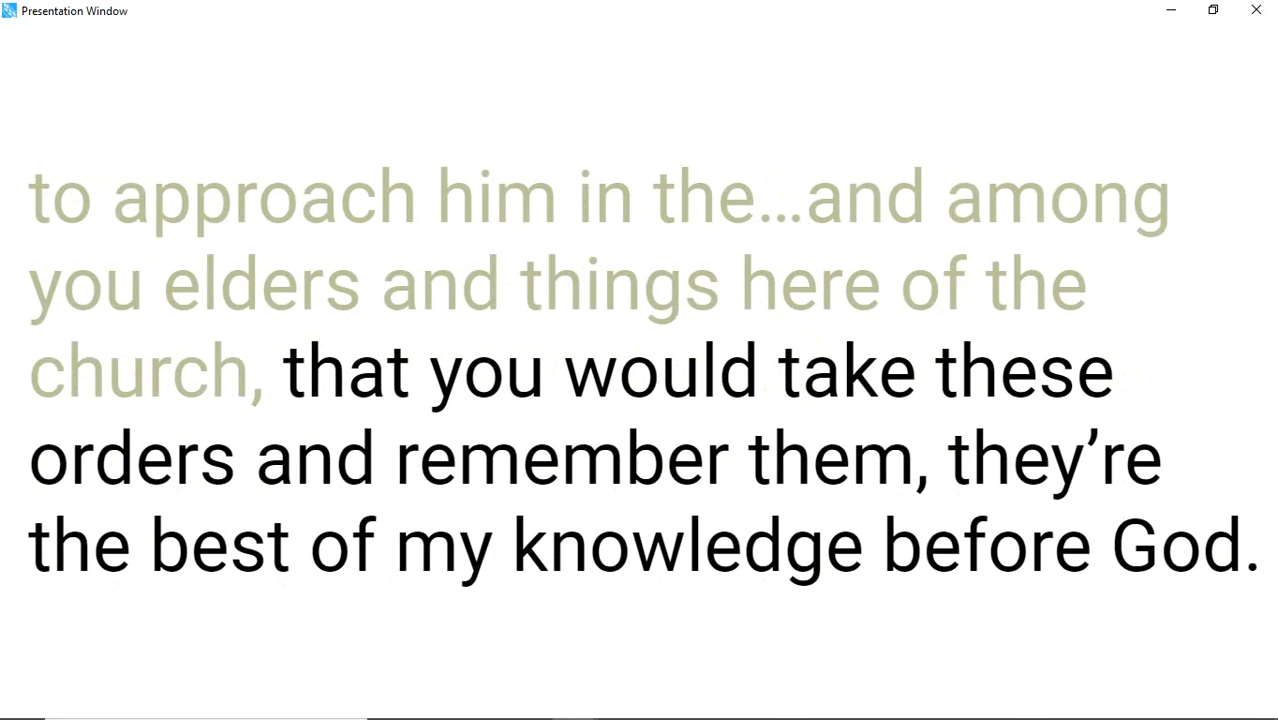 Presentation Window
to approach him in the…and among
you elders and things here of the
church, that you would take these
orders and remember them, they’re
the best of my knowledge before God.